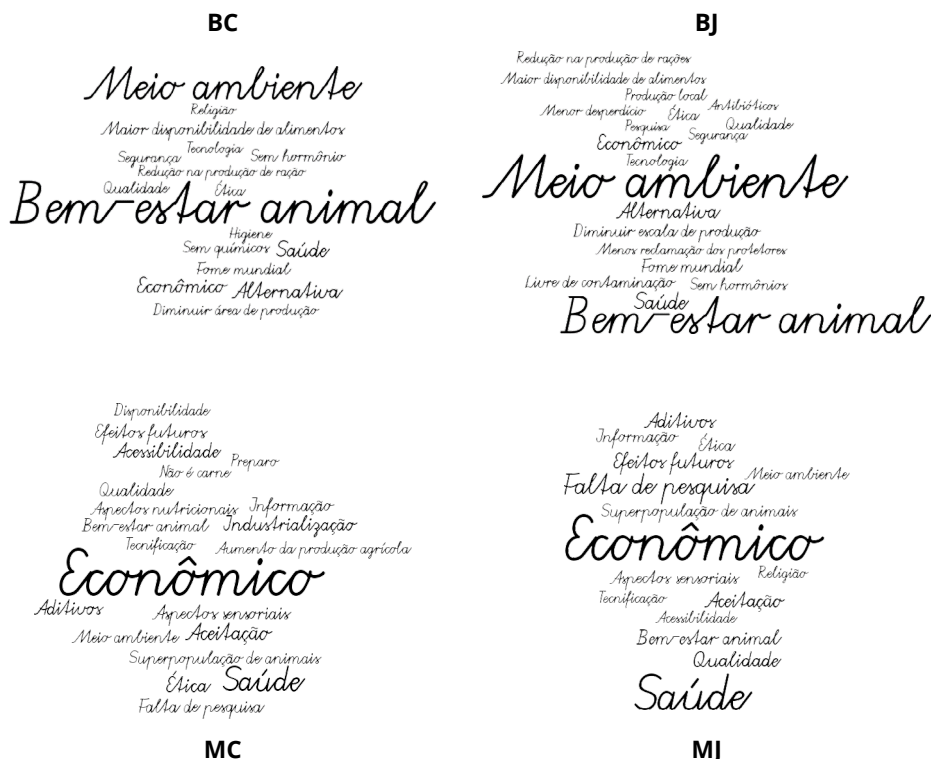 BC
Meio ambiente
Religião
Maior disponibilidade de alimentos
Tecnologia
Segurança Sem hormônio
Redução na produção de ração
Qualidade Ética
Bem-estar animal
Higiene
Sem químicos Saúde
Fome mundial
Econômico Alternativa
Diminuir área de produção
BJ
Redução na produção de rações
Maior disponibilidade de alimentos
Produção local
Menor desperdício Ética Antibióticos
Pesquisa Segurança Qualidade
Econômico
Tecnologia
Meio ambiente
Alternativa
Diminuir escala de produção
Menos reclamação dos protetores
Fome mundial
Livre de contaminação Sem hormônios
Saúde
Bem-estar animal
Disponibilidade
Efeitos futuros
Acessibilidade
Não é carne Preparo
Qualidade
Aspectos nutricionais Informação
Bem-estar animal Industrialização
Tecnificação Aumento da produção agrícola
Econômico
Aditivos Aspectos sensoriais
Meio ambiente Aceitação
Superpopulação de animais
Ética Saúde
Falta de pesquisa
MC
Aditivos
Informação Ética
Efeitos futuros
Falta de pesquisa Meio ambiente
Superpopulação de animais
Econômico
Aspectos sensoriais Religião
Tecnificação Aceitação
Acessibilidade
Bem-estar animal
Qualidade
Saúde
MJ